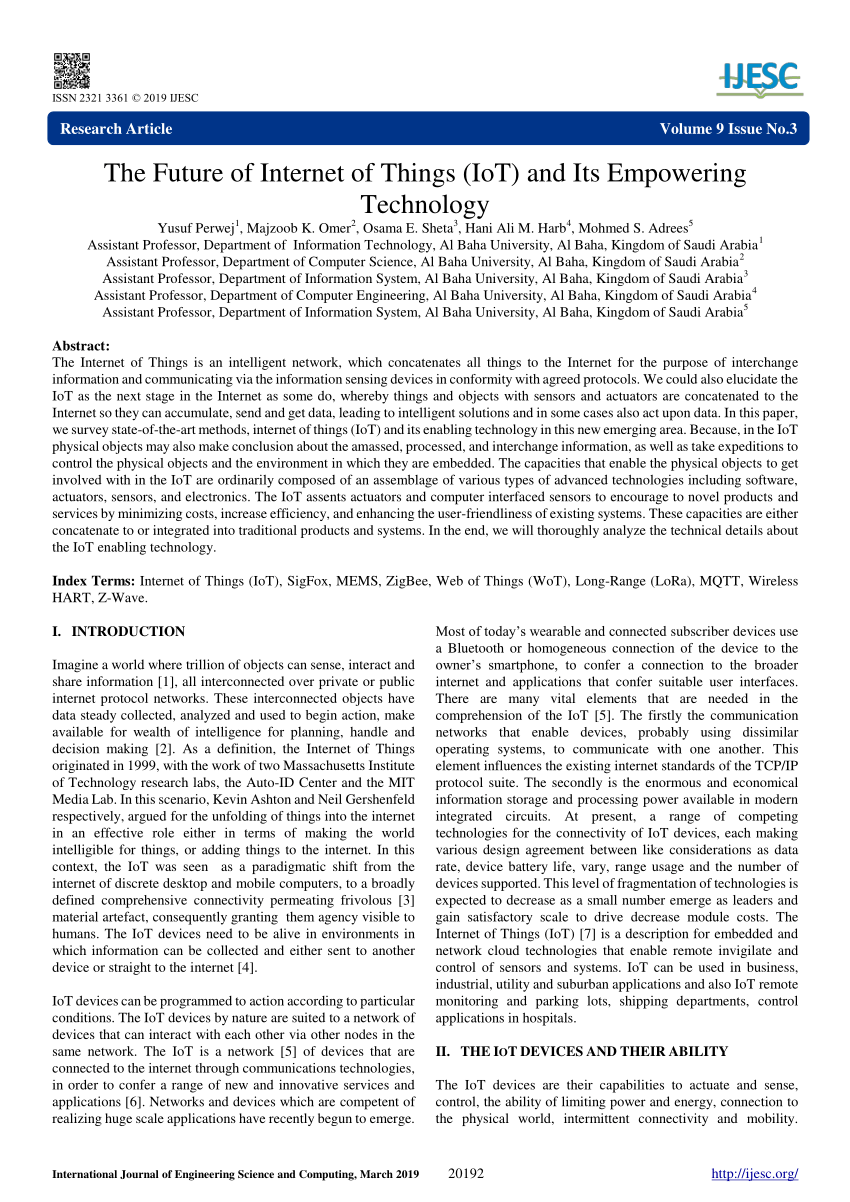 ISSN 2321 3361 © 2019 IJESC
IJESC
Research Article
Volume 9 Issue No.3
The Future of Internet of Things (IoT) and Its Empowering
Technology
Yusuf Perwej1, Majzoob K. Omer2, Osama E. Sheta3, Hani Ali M. Harb4, Mohmed S. Adrees5
Assistant Professor, Department of Information Technology, Al Baha University, Al Baha, Kingdom of Saudi Arabia1
Assistant Professor, Department of Computer Science, Al Baha University, Al Baha, Kingdom of Saudi Arabia2
Assistant Professor, Department of Information System, Al Baha University, Al Baha, Kingdom of Saudi Arabia3
Assistant Professor, Department of Computer Engineering, Al Baha University, Al Baha, Kingdom of Saudi Arabia4
Assistant Professor, Department of Information System, Al Baha University, Al Baha, Kingdom of Saudi Arabia5
Abstract:
The Internet of Things is an intelligent network, which concatenates all things to the Internet for the purpose of interchange
information and communicating via the information sensing devices in conformity with agreed protocols. We could also elucidate the
IoT as the next stage in the Internet as some do, whereby things and objects with sensors and actuators are concatenated to the
Internet so they can accumulate, send and get data, leading to intelligent solutions and in some cases also act upon data. In this paper,
we survey state-of-the-art methods, internet of things (IoT) and its enabling technology in this new emerging area. Because, in the IoT
physical objects may also make conclusion about the amassed, processed, and interchange information, as well as take expeditions to
control the physical objects and the environment in which they are embedded. The capacities that enable the physical objects to get
involved with in the IoT are ordinarily composed of an assemblage of various types of advanced technologies including software,
actuators, sensors, and electronics. The IoT assents actuators and computer interfaced sensors to encourage to novel products and
services by minimizing costs, increase efficiency, and enhancing the user-friendliness of existing systems. These capacities are either
concatenate to or integrated into traditional products and systems. In the end, we will thoroughly analyze the technical details about
the IoT enabling technology.
Index Terms: Internet of Things (IoT), SigFox, MEMS, ZigBee, Web of Things (WoT), Long-Range (LoRa), MQTT, Wireless
HART, Z-Wave.
I. INTRODUCTION
Imagine a world where trillion of objects can sense, interact and
share information [1], all interconnected over private or public
internet protocol networks. These interconnected objects have
data steady collected, analyzed and used to begin action, make
available for wealth of intelligence for planning, handle and
decision making [2]. As a definition, the Internet of Things
originated in 1999, with the work of two Massachusetts Institute
of Technology research labs, the Auto-ID Center and the MIT
Media Lab. In this scenario, Kevin Ashton and Neil Gershenfeld
respectively, argued for the unfolding of things into the internet
in an effective role either in terms of making the world
intelligible for things, or adding things to the internet. In this
context, the IoT was seen as a paradigmatic shift from the
internet of discrete desktop and mobile computers, to a broadly
defined comprehensive connectivity permeating frivolous [3]
material artefact, consequently granting them agency visible to
humans. The IoT devices need to be alive in environments in
which information can be collected and either sent to another
device or straight to the internet [4].
IoT devices can be programmed to action according to particular
conditions. The IoT devices by nature are suited to a network of
devices that can interact with each other via other nodes in the
same network. The IoT is a network [5] of devices that are
connected to the internet through communications technologies,
in order to confer a range of new and innovative services and
applications [6]. Networks and devices which are competent of
realizing huge scale applications have recently begun to emerge.
Most of today's wearable and connected subscriber devices use
a Bluetooth or homogeneous connection of the device to the
owner's smartphone, to confer a connection to the broader
internet and applications that confer suitable user interfaces.
There are many vital elements that are needed in the
comprehension of the IoT [5]. The firstly the communication
networks that enable devices, probably using dissimilar
operating systems, to communicate with one another. This
element influences the existing internet standards of the TCP/IP
protocol suite. The secondly is the enormous and economical
information storage and processing power available in modern
integrated circuits. At present, a range of competing
technologies for the connectivity of IoT devices, each making
various design agreement between like considerations as data
rate, device battery life, vary, range usage and the number of
devices supported. This level of fragmentation of technologies is
expected to decrease as a small number emerge as leaders and
gain satisfactory scale to drive decrease module costs. The
Internet of Things (IoT) [7] is a description for embedded and
network cloud technologies that enable remote invigilate and
control of sensors and systems. IoT can be used in business,
industrial, utility and suburban applications and also IoT remote
monitoring and parking lots, shipping departments, control
applications in hospitals.
II. THE IOT DEVICES AND THEIR ABILITY
The IoT devices are their capabilities to actuate and sense,
control, the ability of limiting power and energy, connection to
the physical world, intermittent connectivity and mobility.
International Journal of Engineering Science and Computing, March 2019
20192
http://ijesc.org/